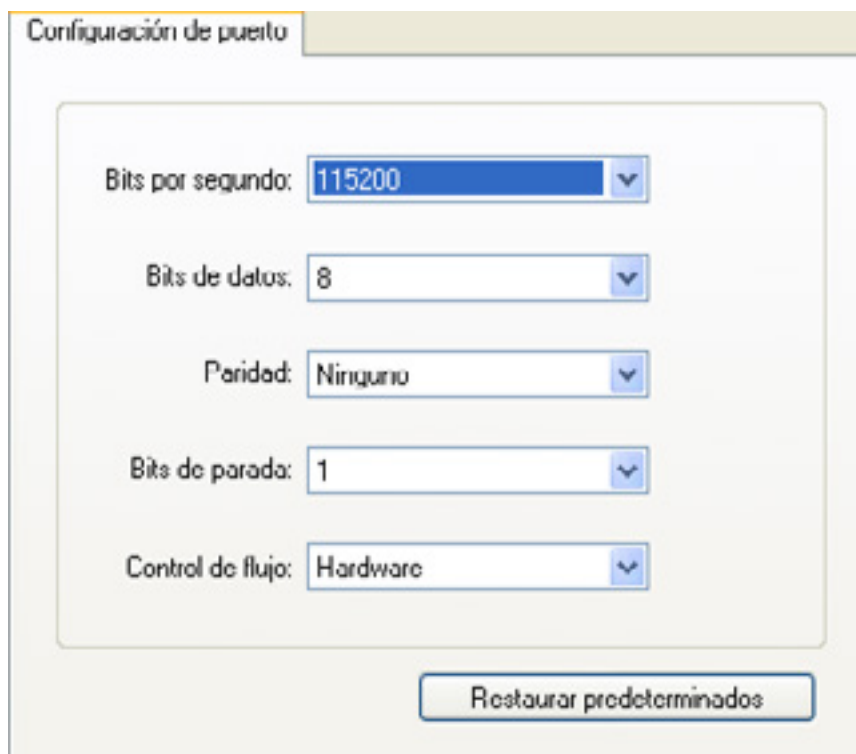 Configuración de puerto
Bits por segundo: 115200
Bits de datos: 8
Paridad: Ninguno
Bits de parada: 1
Control de flujo: Hardware
Restaurar predeterminados